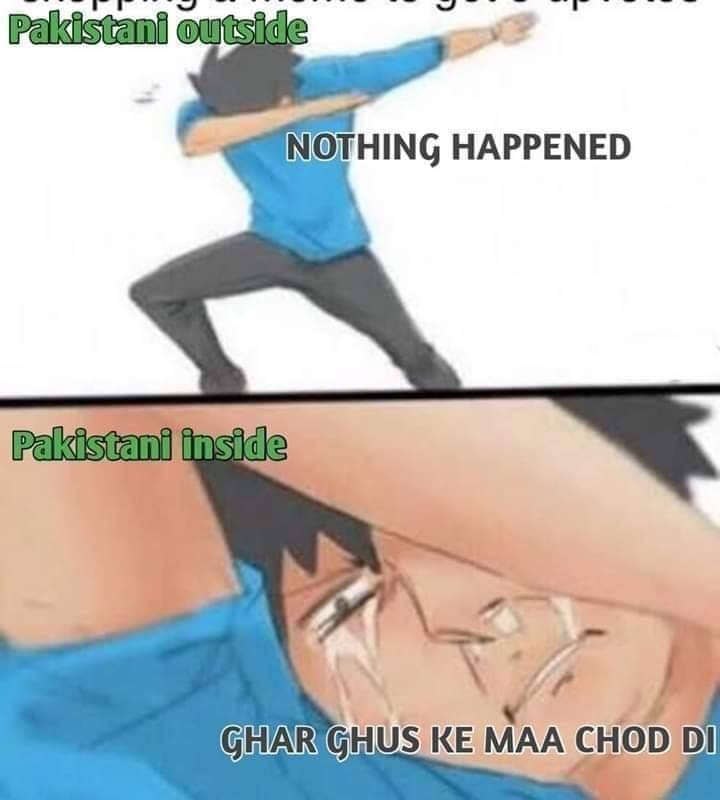 Pakistani outside
NOTHING HAPPENED
Pakistani inside
GHAR GHUS KE MAA CHOD DI